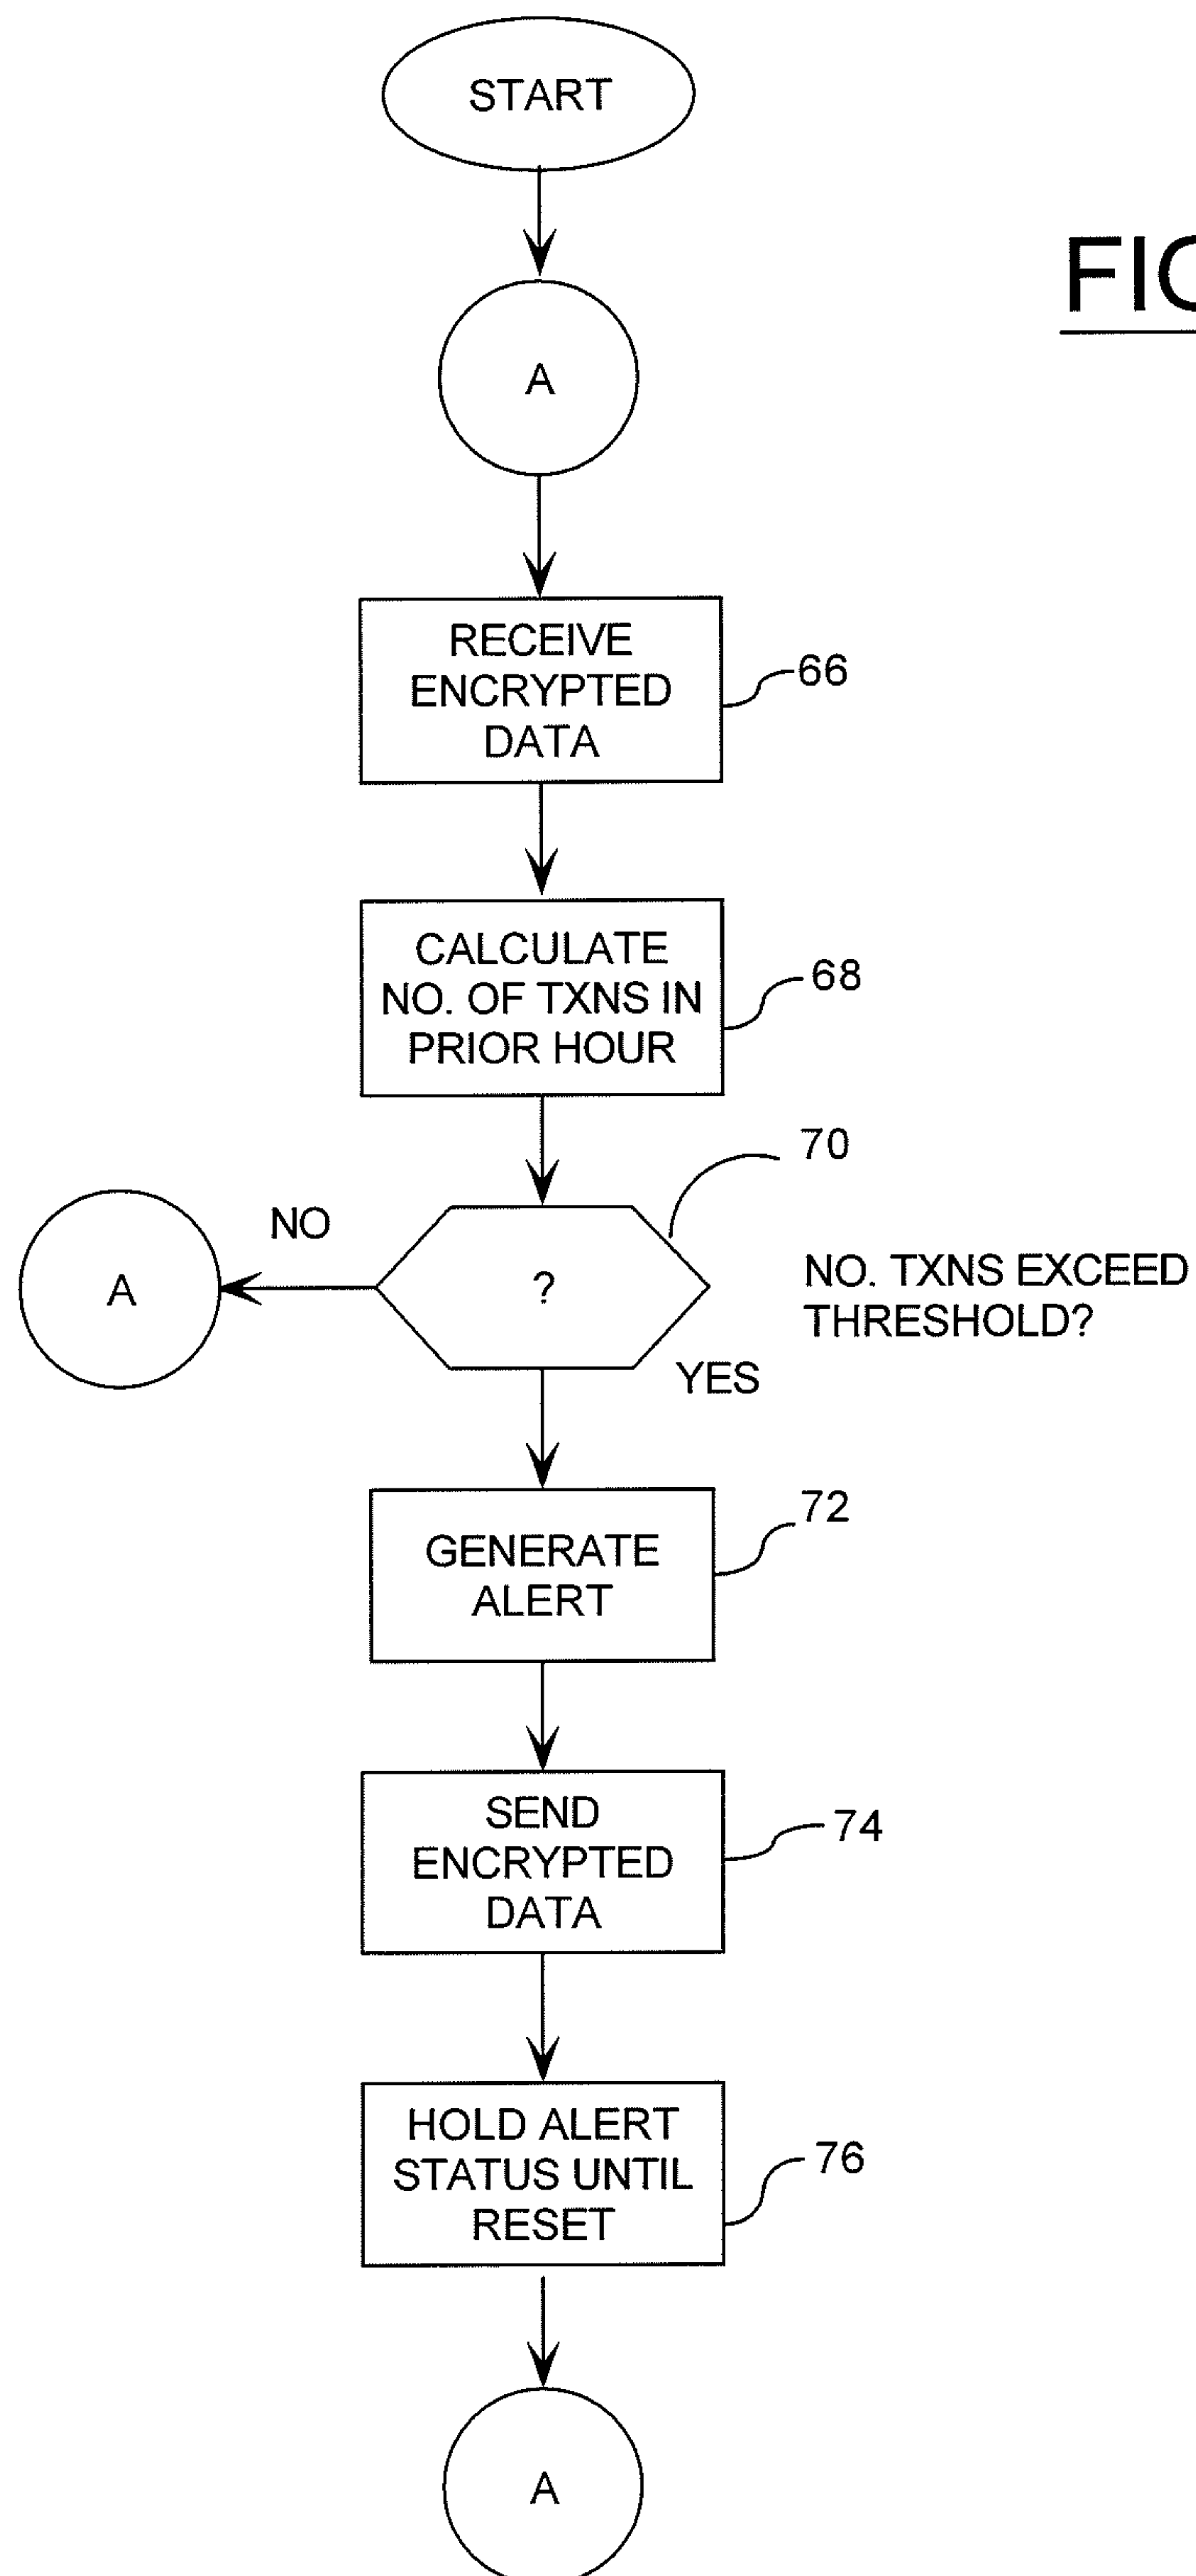 START
FIG
A
RECEIVE
ENCRYPTED
DATA
66
CALCULATE
NO. OF TXNS IN
PRIOR HOUR
68
70
NO
A
?
NO. TXNS EXCEED
THRESHOLD?
YES
GENERATE
ALERT
72
SEND
ENCRYPTED
DATA
74
HOLD ALERT
STATUS UNTIL
RESET
76
A